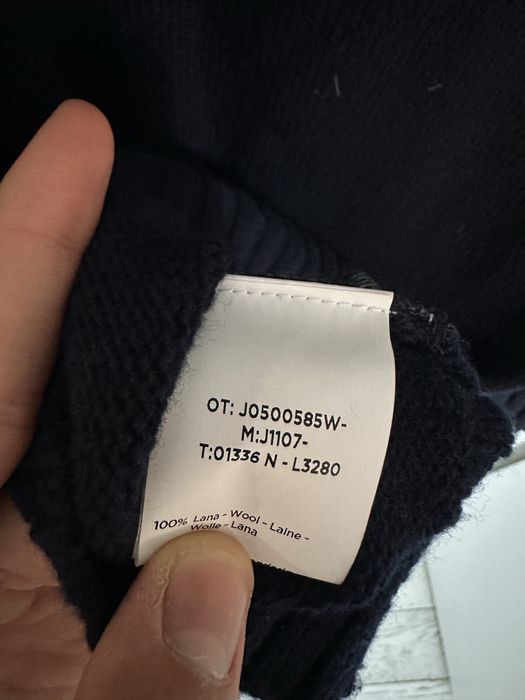 OT: J0500585W-
M:J1107-
T:01336 N - L3280
100% Lana - Wool - Laine -
Wolle - Lana